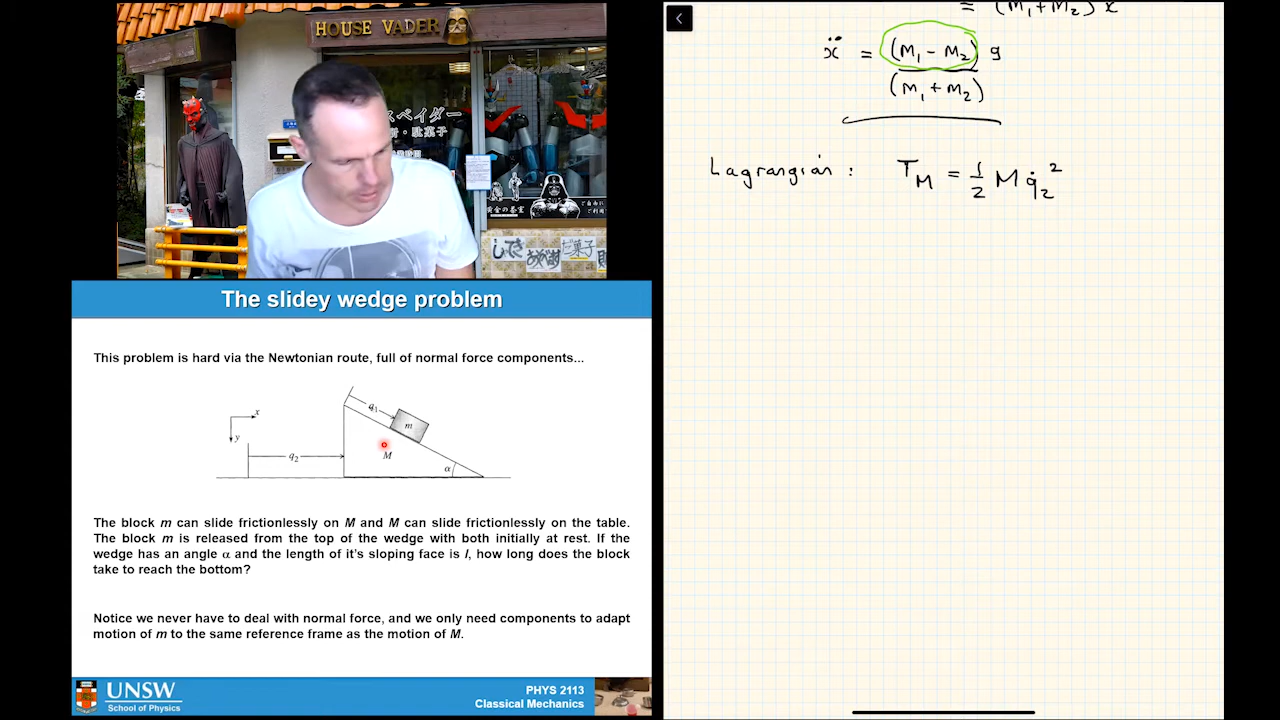 HOUSE VADER
スベイダー
The slidey wedge problem
This problem is hard via the Newtonian route, full of normal force components...
q₁
m
x
y
q₂
M
α
The block m can slide frictionlessly on M and M can slide frictionlessly on the table.
The block m is released from the top of the wedge with both initially at rest. If the
wedge has an angle α and the length of it's sloping face is l, how long does the block
take to reach the bottom?
Notice we never have to deal with normal force, and we only need components to adapt
motion of m to the same reference frame as the motion of M.
UNSW
School of Physics
PHYS 2113
Classical Mechanics
= (M₁+M₂) ẍ
ẍ = (M₁ - M₂) g
(M₁ + M₂)
Lagrangian : T_M = 1/2 M q̇₂²